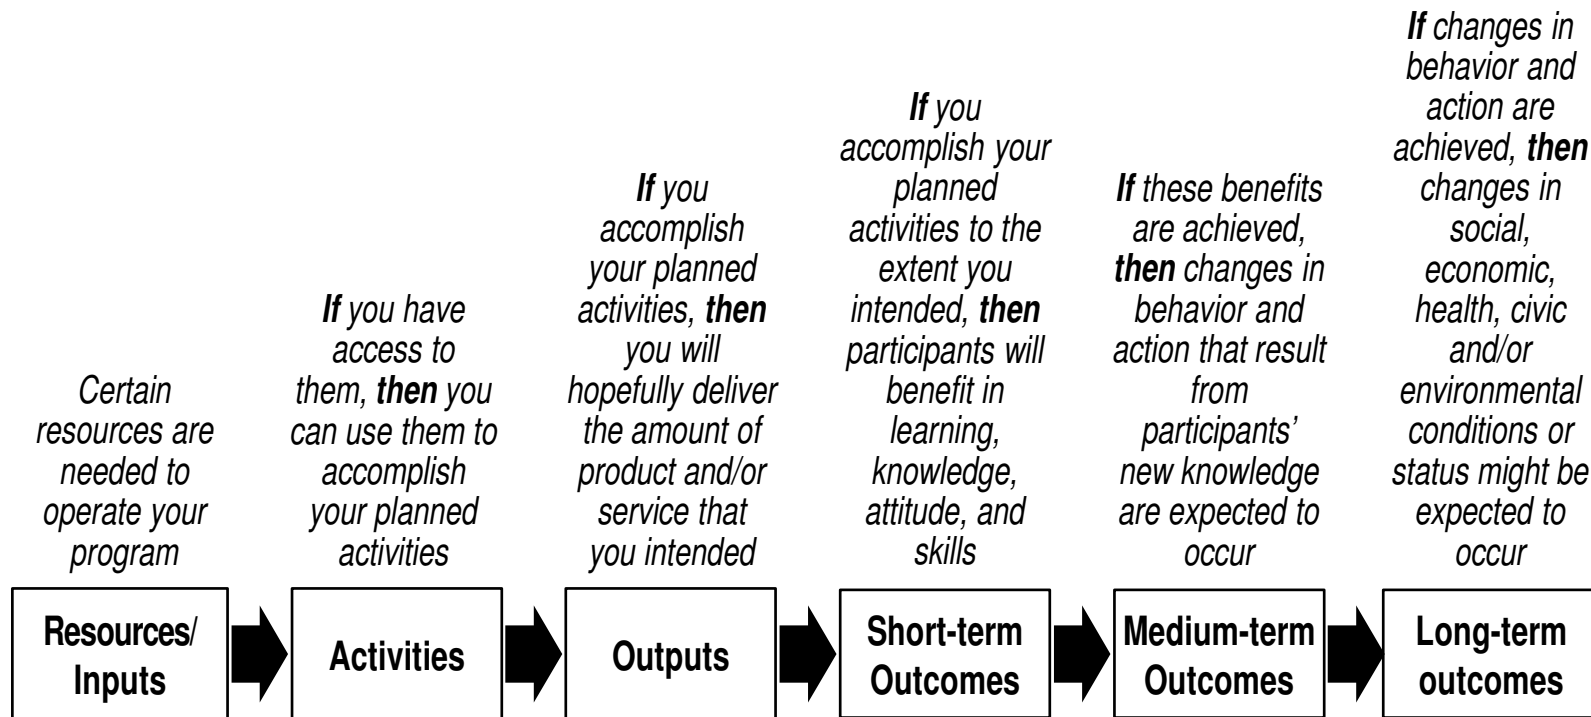 Certain
resources are
needed to
operate your
program
If you have
access to
them, then you
can use them to
accomplish
your planned
activities
If you
accomplish
your planned
activities, then
you will
hopefully deliver
the amount of
product and/or
service that
you intended
If you
accomplish your
planned
activities to the
extent you
intended, then
participants will
benefit in
learning,
knowledge,
attitude, and
skills
If these benefits
are achieved,
then changes in
behavior and
action that result
from
participants’
new knowledge
are expected to
occur
If changes in
behavior and
action are
achieved, then
changes in
social,
economic,
health, civic
and/or
environmental
conditions or
status might be
expected to
occur
Resources/
Inputs
Activities
Outputs
Short-term
Outcomes
Medium-term
Outcomes
Long-term
outcomes